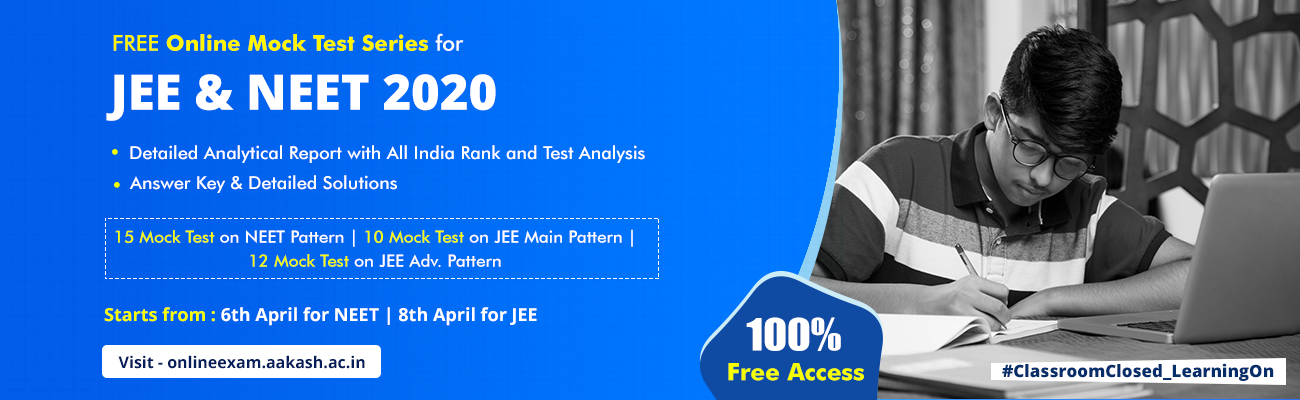 FREE Online Mock Test Series for
JEE & NEET 2020
• Detailed Analytical Report with All India Rank and Test Analysis
• Answer Key & Detailed Solutions
15 Mock Test on NEET Pattern | 10 Mock Test on JEE Main Pattern |
12 Mock Test on JEE Adv. Pattern
Starts from : 6th April for NEET | 8th April for JEE
Visit - onlineexam.aakash.ac.in
100%
Free Access
#ClassroomClosed_LearningOn